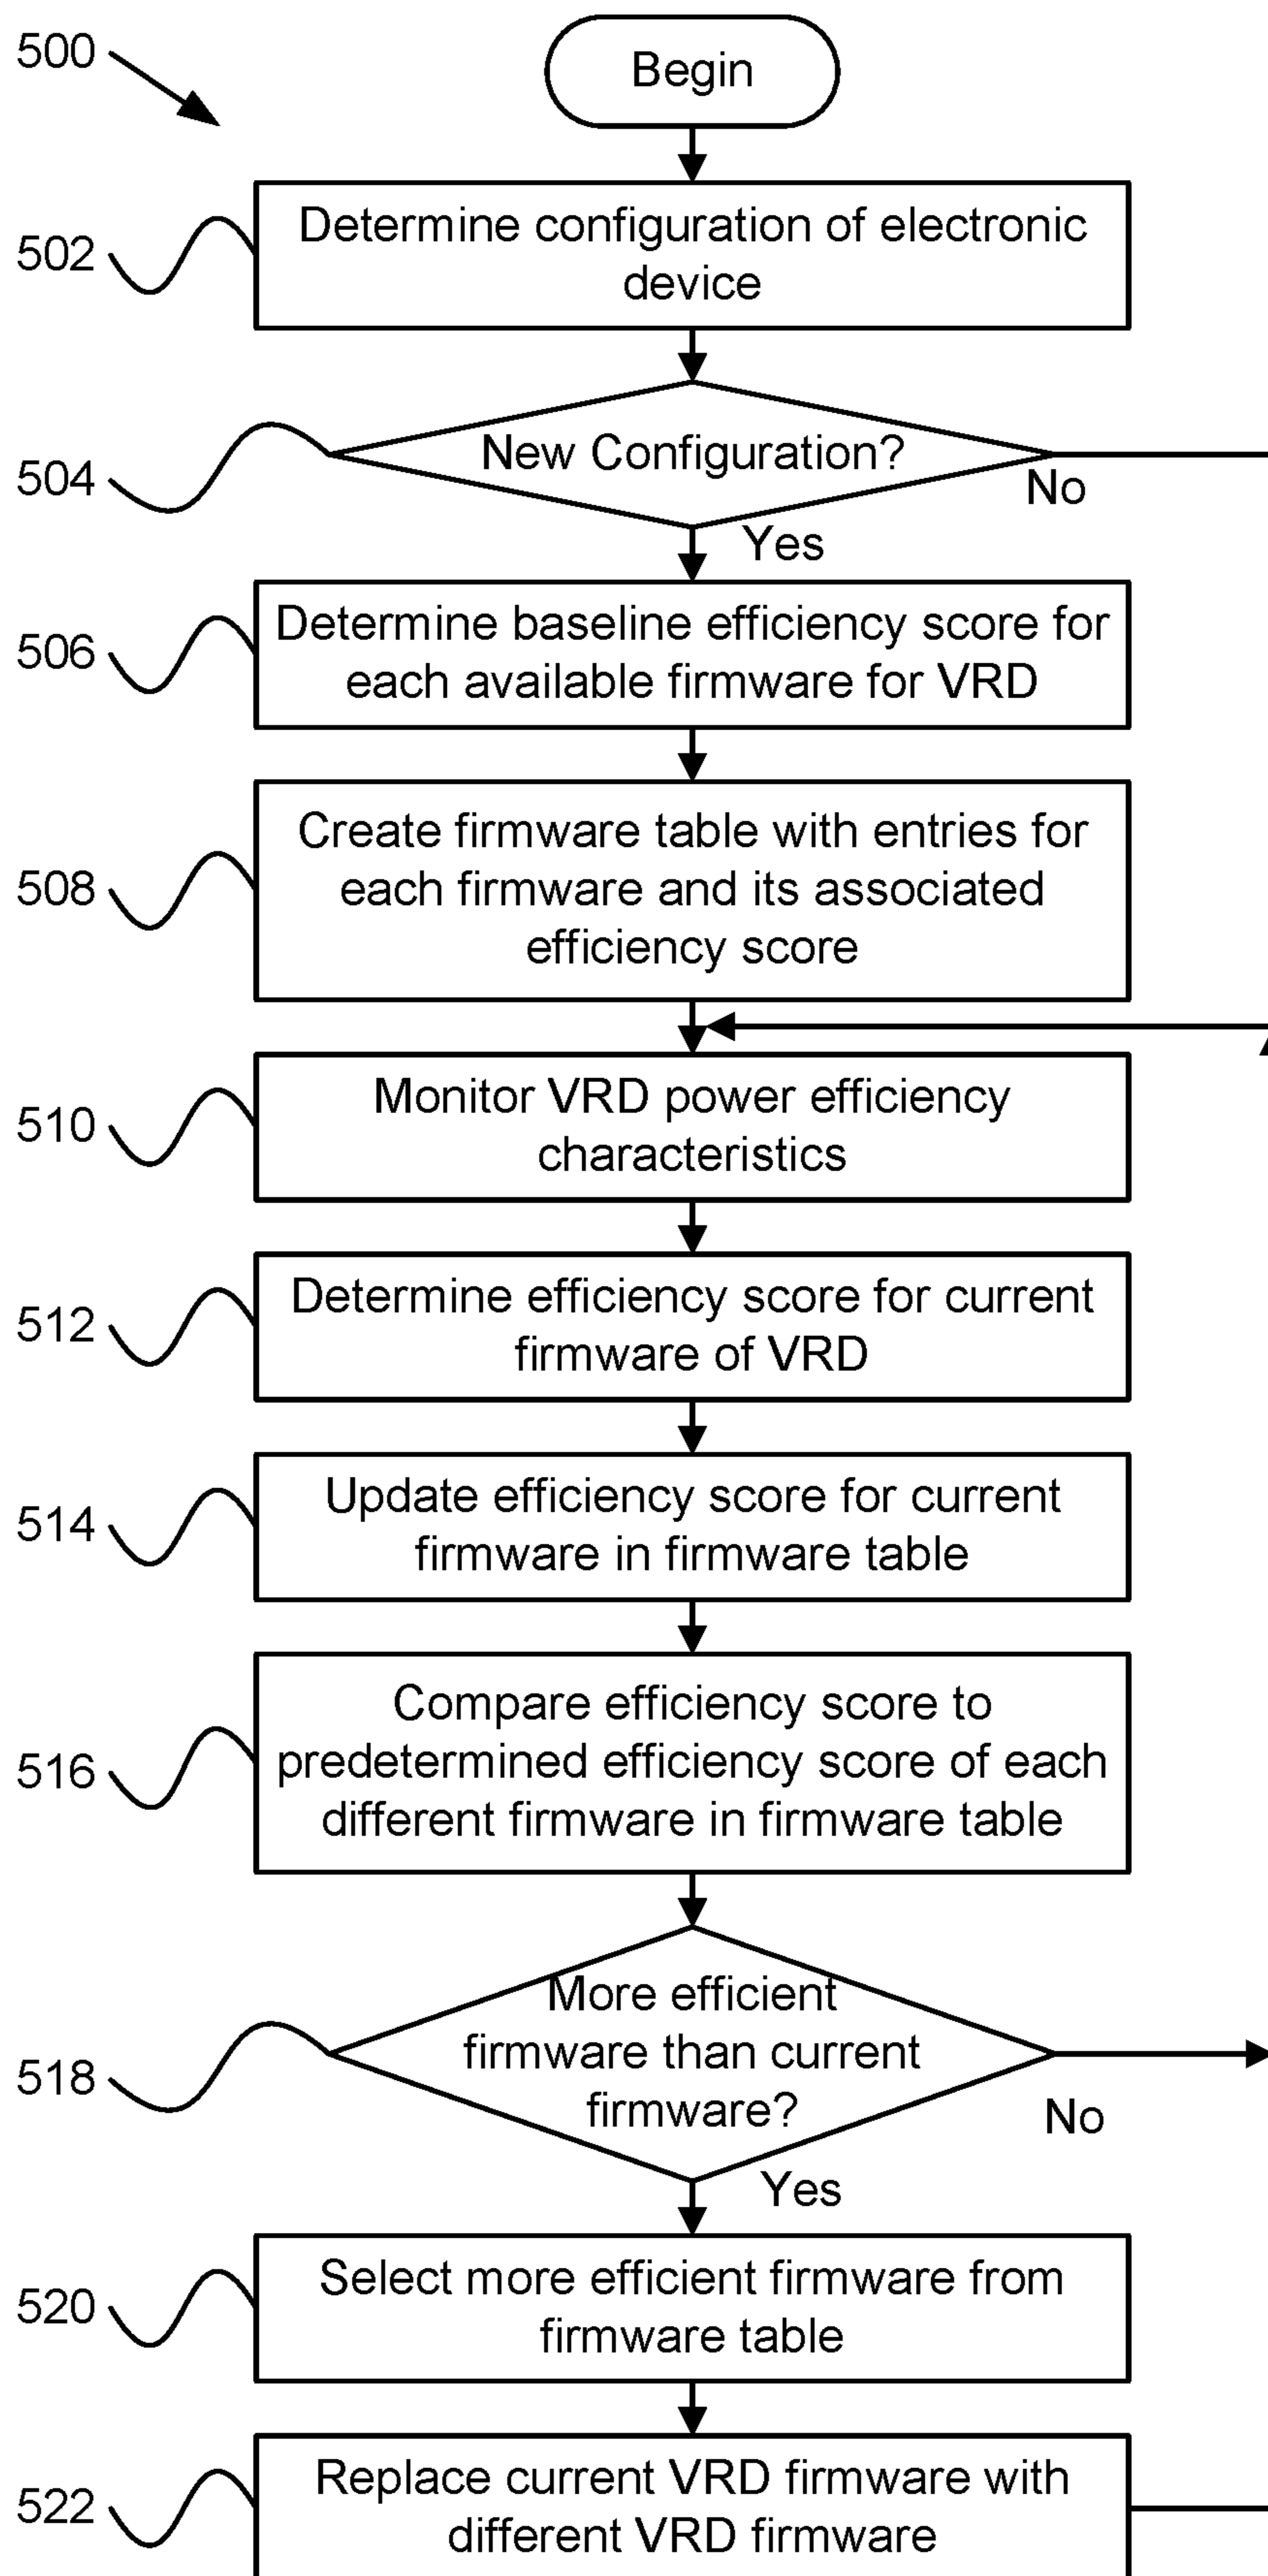 500
Begin
502
Determine configuration of electronic
device
504
New Configuration?
No
Yes
506
Determine baseline efficiency score for
each available firmware for VRD
508
Create firmware table with entries for
each firmware and its associated
efficiency score
510
Monitor VRD power efficiency
characteristics
512
Determine efficiency score for current
firmware of VRD
514
Update efficiency score for current
firmware in firmware table
516
Compare efficiency score to
predetermined efficiency score of each
different firmware in firmware table
518
More efficient
firmware than current
firmware?
No
Yes
520
Select more efficient firmware from
firmware table
522
Replace current VRD firmware with
different VRD firmware